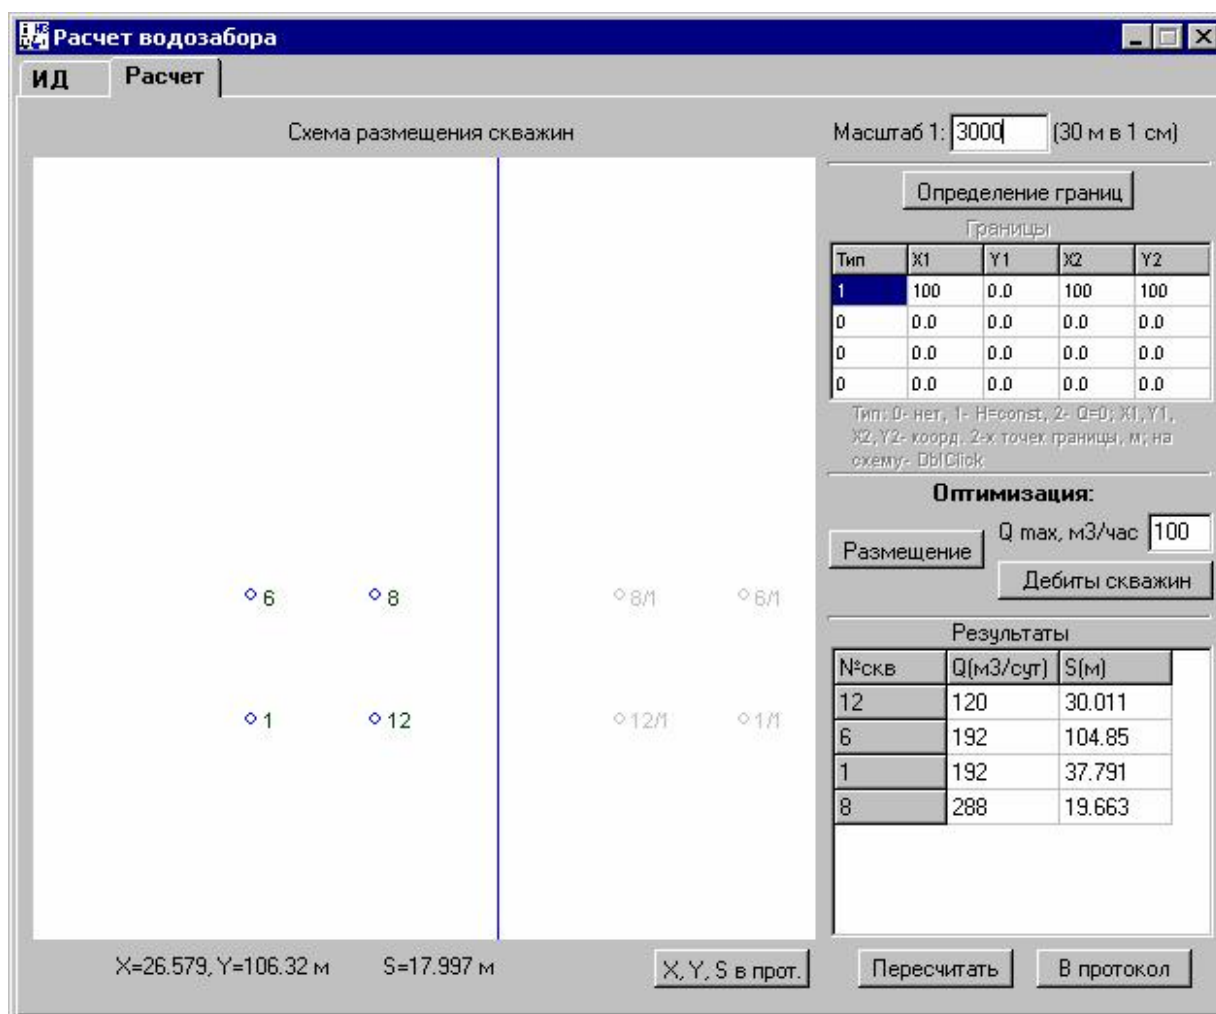 Расчет водозабора
ИД Расчет
Схема размещения скважин
Масштаб 1: 3000 (30 м в 1 см)
Определение границ
Границы
Тип X1 Y1 X2 Y2
1 100 0.0 100 100
0 0.0 0.0 0.0 0.0
0 0.0 0.0 0.0 0.0
0 0.0 0.0 0.0 0.0
Тип: 0- нет, 1- H=const, 2- Q=0; X1,Y1,
X2,Y2- коорд. 2-х точек границы, м; на
схему- DblClick
Оптимизация:
Размещение Q max, м3/час 100
Дебиты скважин
6 8 8/1 6/1
1 12 12/1 1/1
Результаты
№скв Q(м3/сут) S(м)
12 120 30.011
6 192 104.85
1 192 37.791
8 288 19.663
X=26.579, Y=106.32 м S=17.997 м
X, Y, S в прот. Пересчитать В протокол